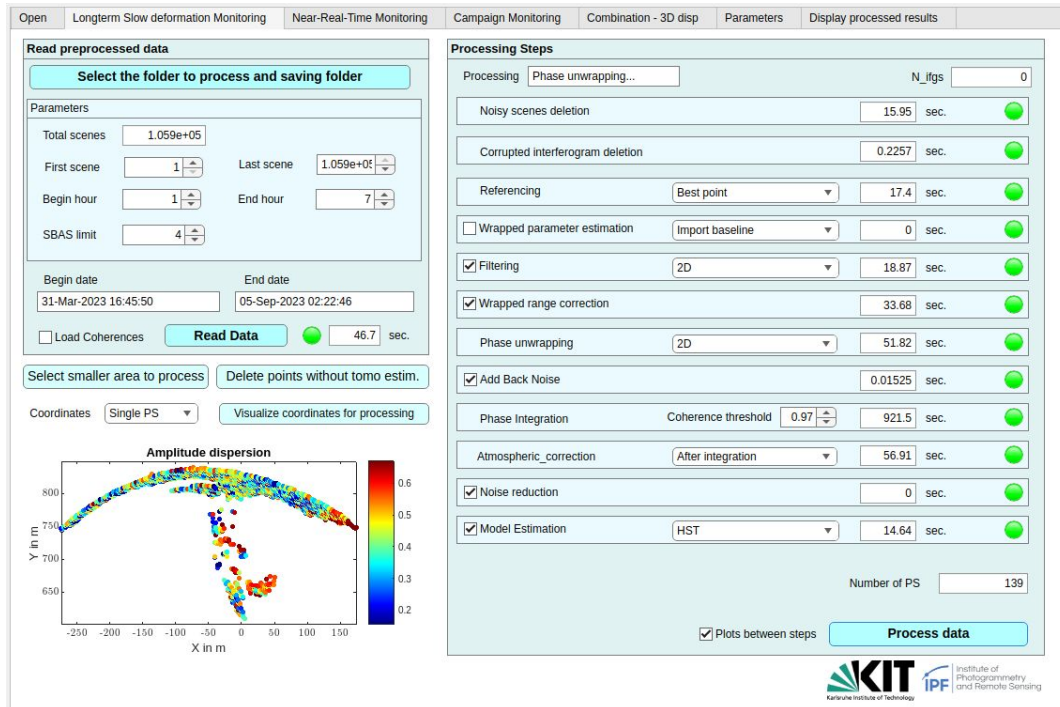 Open
Longterm Slow deformation Monitoring
Near-Real-Time Monitoring
Campaign Monitoring
Combination - 3D disp
Parameters
Display processed results
Read preprocessed data
Select the folder to process and saving folder
Parameters
Total scenes 1.059e+05
First scene 1 Last scene 1.059e+05
Begin hour 1 End hour 7
SBAS limit 4
Begin date End date
31-Mar-2023 16:45:50 05-Sep-2023 02:22:46
Load Coherences Read Data 46.7 sec.
Select smaller area to process Delete points without tomo estim.
Coordinates Single PS Visualize coordinates for processing
Amplitude dispersion
Y in m
800
750
700
650
-250 -200 -150 -100 -50 0 50 100 150
X in m
0.6
0.5
0.4
0.3
0.2
Processing Steps
Processing Phase unwrapping... N_ifgs 0
Noisy scenes deletion 15.95 sec.
Corrupted interferogram deletion 0.2257 sec.
Referencing Best point 17.4 sec.
Wrapped parameter estimation Import baseline 0 sec.
Filtering 2D 18.87 sec.
Wrapped range correction 33.68 sec.
Phase unwrapping 2D 51.82 sec.
Add Back Noise 0.01525 sec.
Phase Integration Coherence threshold 0.97 921.5 sec.
Atmospheric_correction After integration 56.91 sec.
Noise reduction 0 sec.
Model Estimation HST 14.64 sec.
Number of PS 139
Plots between steps Process data
KIT
Karlsruhe Institute of Technology
IPF
Institute of
Photogrammetry
and Remote Sensing